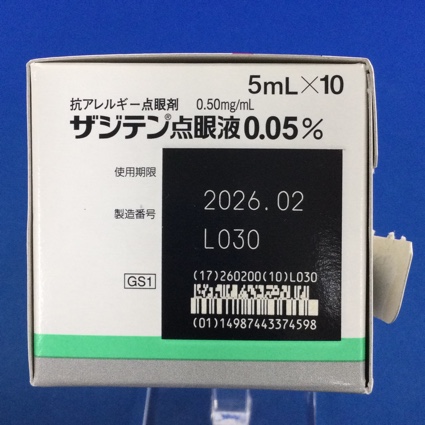 5mL×10
抗アレルギー点眼剤 0.50mg/mL
ザジテン®点眼液0.05%
使用期限 2026.02
製造番号 L030
(17)260200(10)L030
GS1
(01)14987443374598